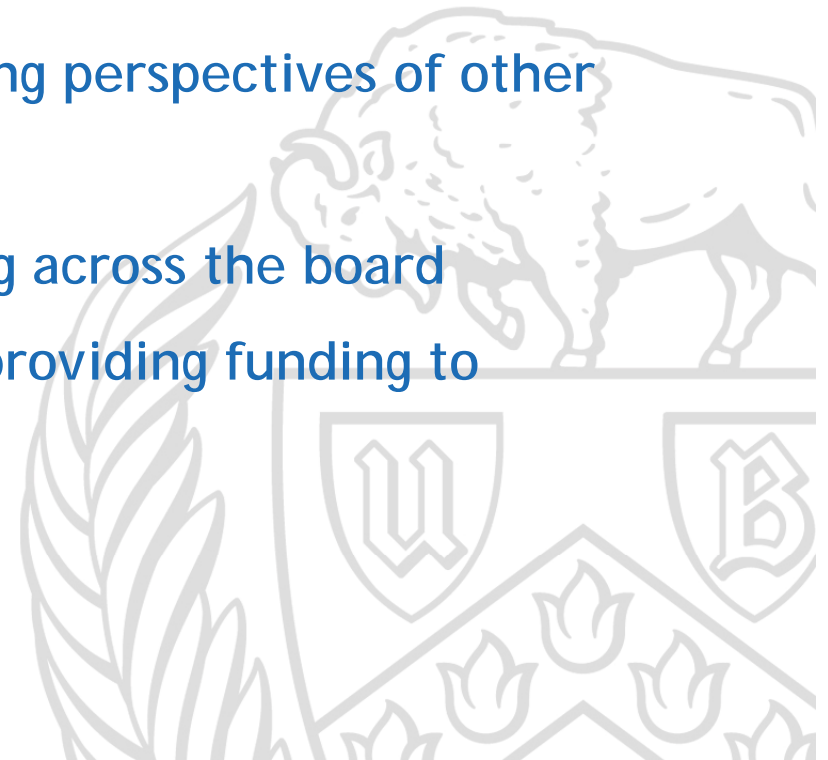 ng perspectives of other
g across the board
providing funding to
U B